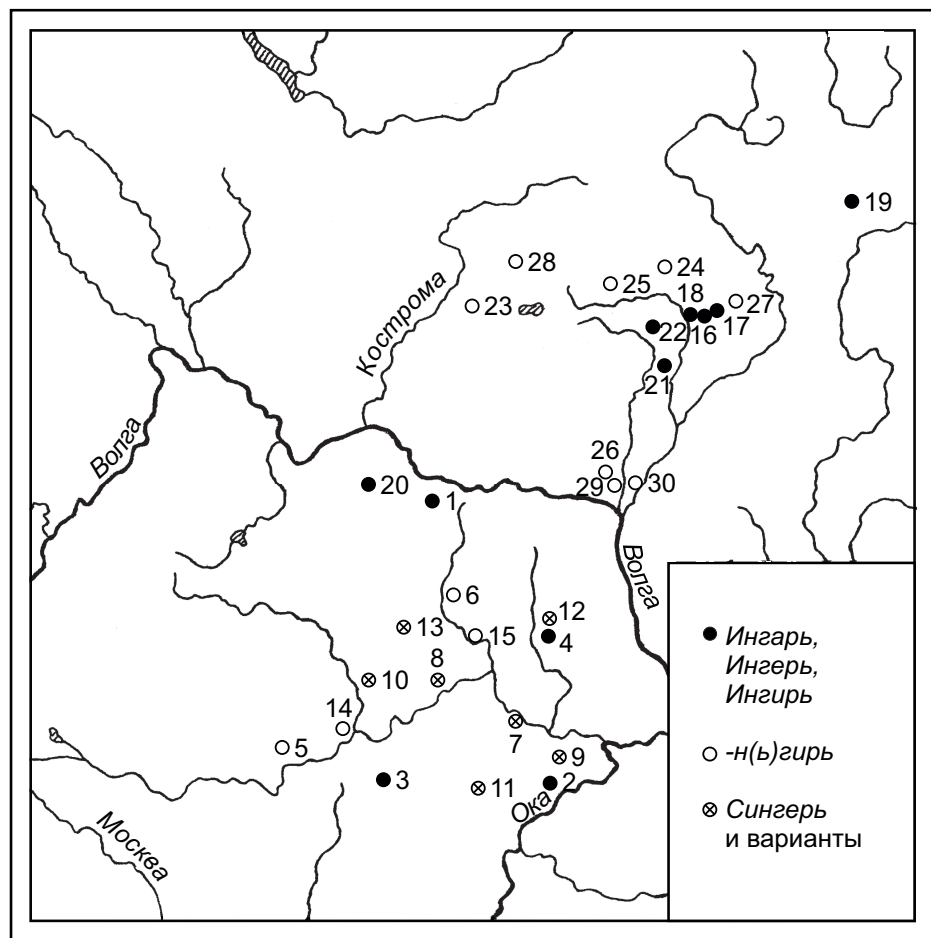 19
28
24
25
18
27
23
17
22
16
Кострома
21
Волга
26
20
1
29
30
Волга
6
12
13
15
4
8
10
14
7
5
9
3
11
2
Ока
Москва
Ингарь,
Ингерь,
Ингирь
-н(ь)гирь
Сингерь
и варианты